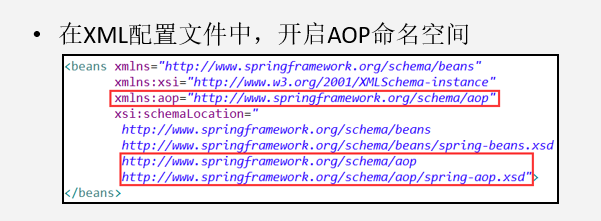 • 在XML配置文件中，开启AOP命名空间
<beans xmlns="http://www.springframework.org/schema/beans"
xmlns:xsi="http://www.w3.org/2001/XMLSchema-instance"
xmlns:aop="http://www.springframework.org/schema/aop"
xsi:schemaLocation="
http://www.springframework.org/schema/beans
http://www.springframework.org/schema/beans/spring-beans.xsd
http://www.springframework.org/schema/aop
http://www.springframework.org/schema/aop/spring-aop.xsd">
</beans>